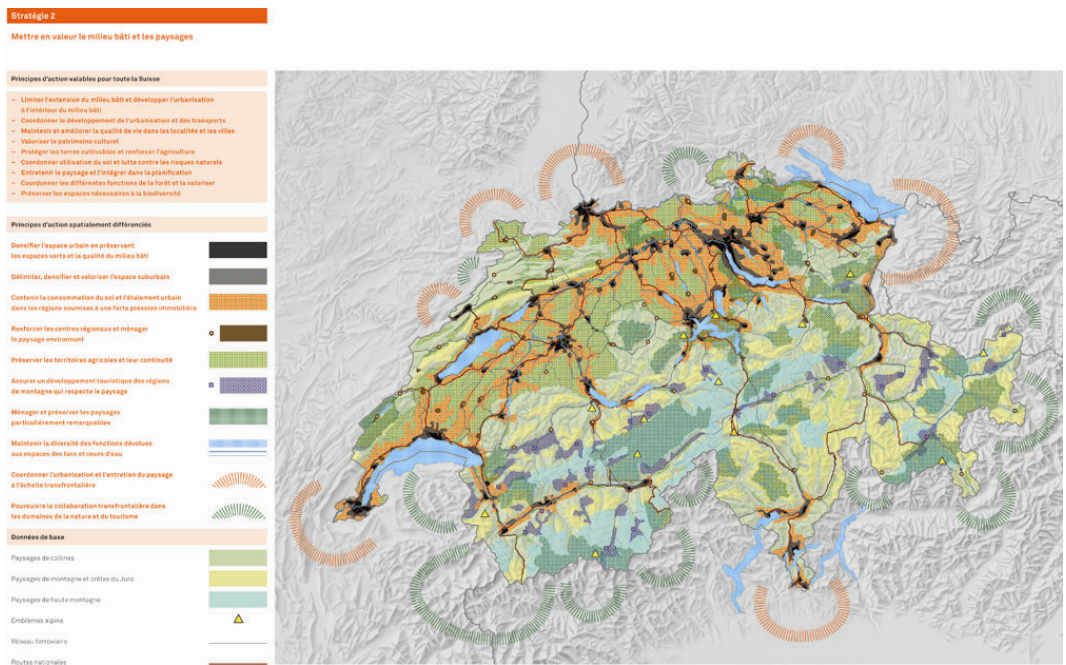 Stratégie 2
Mettre en valeur le milieu bâti et les paysages
Principes d'action valables pour toute la Suisse
– Limiter l'extension du milieu bâti et développer l'urbanisation
à l'intérieur du milieu bâti
– Coordonner le développement de l'urbanisation et des transports
– Maintenir et améliorer la qualité de vie dans les localités et les villes
– Valoriser le patrimoine culturel
– Protéger les terres cultivables et renforcer l'agriculture
– Coordonner utilisation du sol et lutte contre les risques naturels
– Entretenir le paysage et l'intégrer dans la planification
– Coordonner les différentes fonctions de la forêt et la valoriser
– Préserver les espaces nécessaires à la biodiversité
Principes d'action spatialement différenciés
Densifier l'espace urbain en préservant
les espaces verts et la qualité du milieu bâti
Délimiter, densifier et valoriser l'espace suburbain
Contenir la consommation du sol et l'étalement urbain
dans les régions soumises à une forte pression immobilière
Renforcer les centres régionaux et ménager
le paysage environnant
Préserver les territoires agricoles et leur continuité
Assurer un développement touristique des régions
de montagne qui respecte le paysage
Ménager et préserver les paysages
particulièrement remarquables
Maintenir la diversité des fonctions dévolues
aux espaces des lacs et cours d'eau
Coordonner l'urbanisation et l'entretien du paysage
à l'échelle transfrontalière
Poursuivre la collaboration transfrontalière dans
les domaines de la nature et du tourisme
Données de base
Paysages de collines
Paysages de montagne et crêtes du Jura
Paysages de haute montagne
Emblèmes alpins
Réseau ferroviaire
Routes nationales